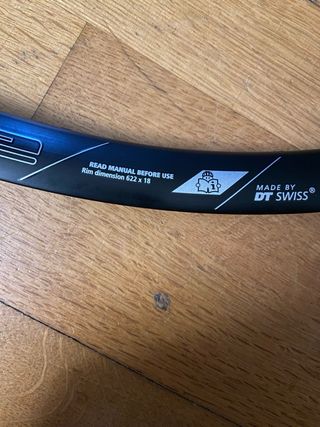 READ MANUAL BEFORE USE
Rim dimension 622 x 18
MADE BY
DT SWISS®